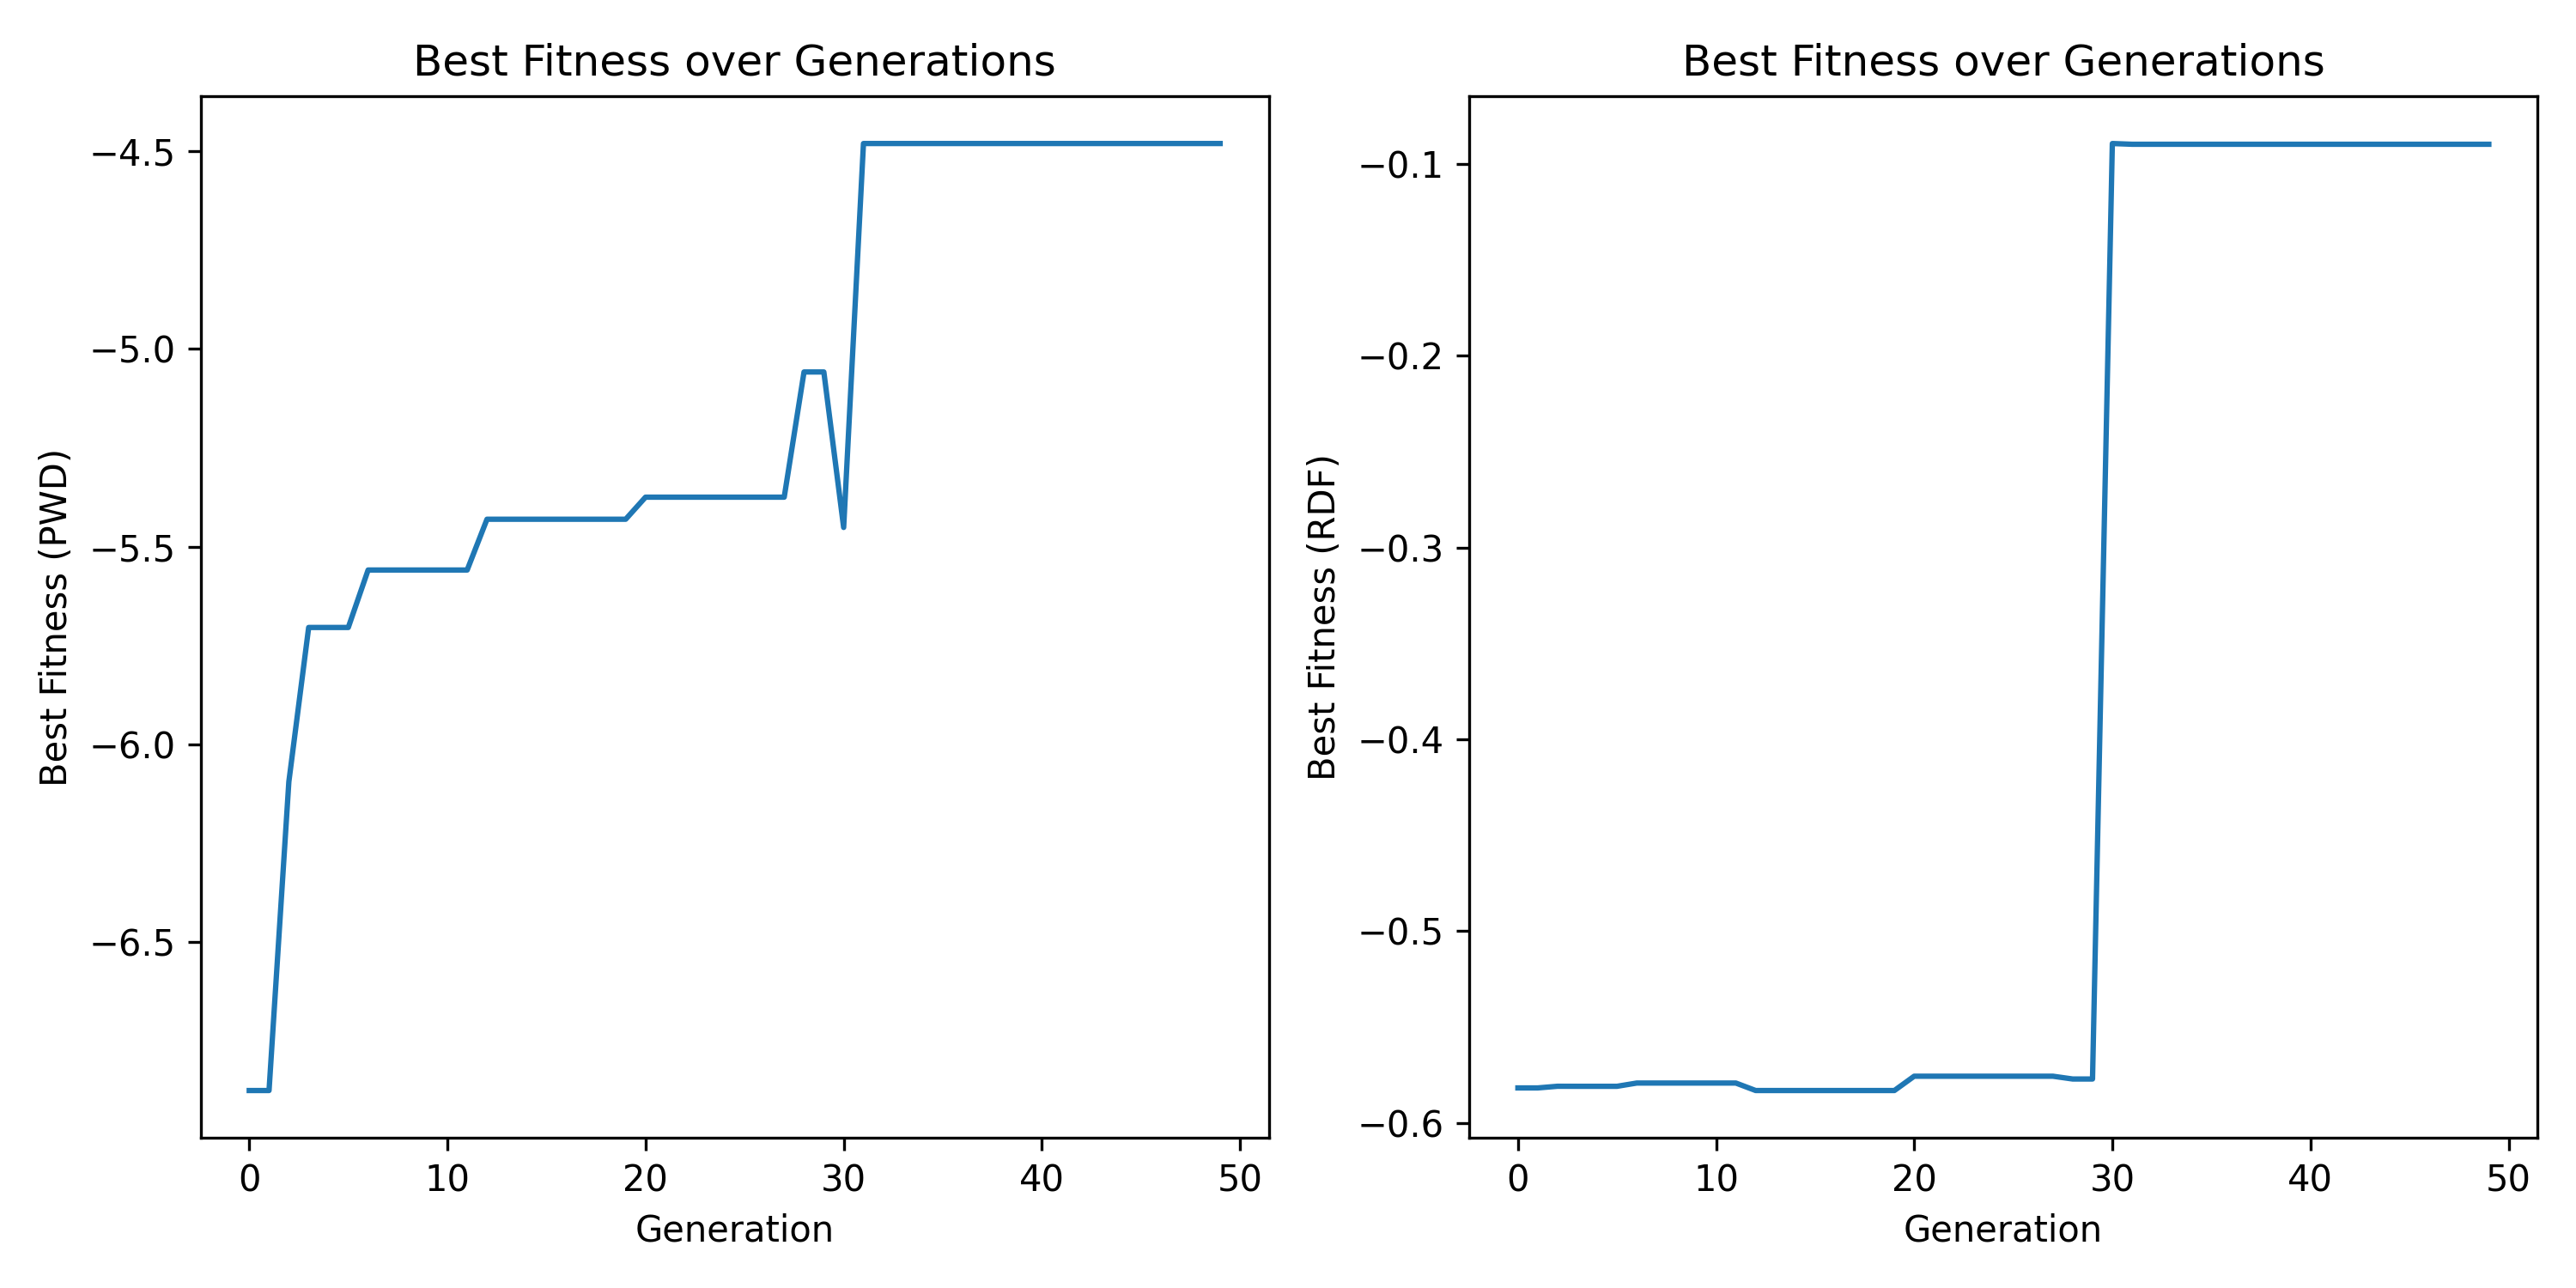 Best Fitness over Generations
Best Fitness (PWD)
−4.5
−5.0
−5.5
−6.0
−6.5
0 10 20 30 40 50
Generation
Best Fitness over Generations
Best Fitness (RDF)
−0.1
−0.2
−0.3
−0.4
−0.5
−0.6
0 10 20 30 40 50
Generation